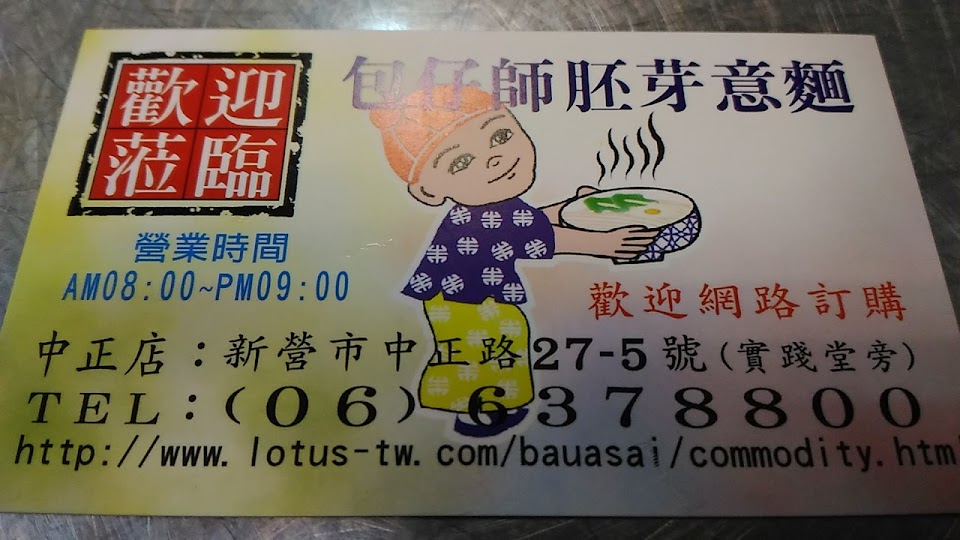 歡迎
蒞臨
包仔師胚芽意麵
營業時間
AM08:00~PM09:00
歡迎網路訂購
中正店：新營市中正路27-5號(實踐堂旁)
TEL:(06)6378800
http://www.lotus-tw.com/bauasai/commodity.htm